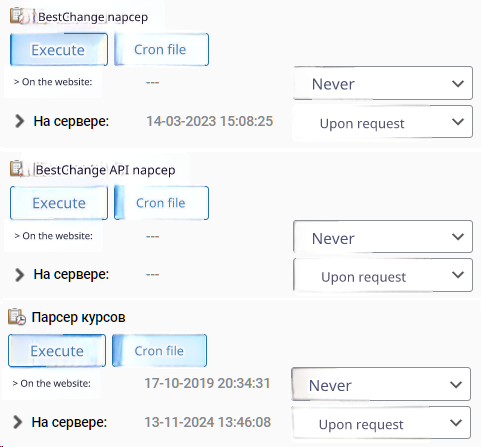 BestChange парсер
Execute Cron file
> On the website: --- Never
На сервере: 14-03-2023 15:08:25 Upon request
BestChange API парсер
Execute Cron file
> On the website: --- Never
На сервере: --- Upon request
Парсер курсов
Execute Cron file
> On the website: 17-10-2019 20:34:31 Never
На сервере: 13-11-2024 13:46:08 Upon request